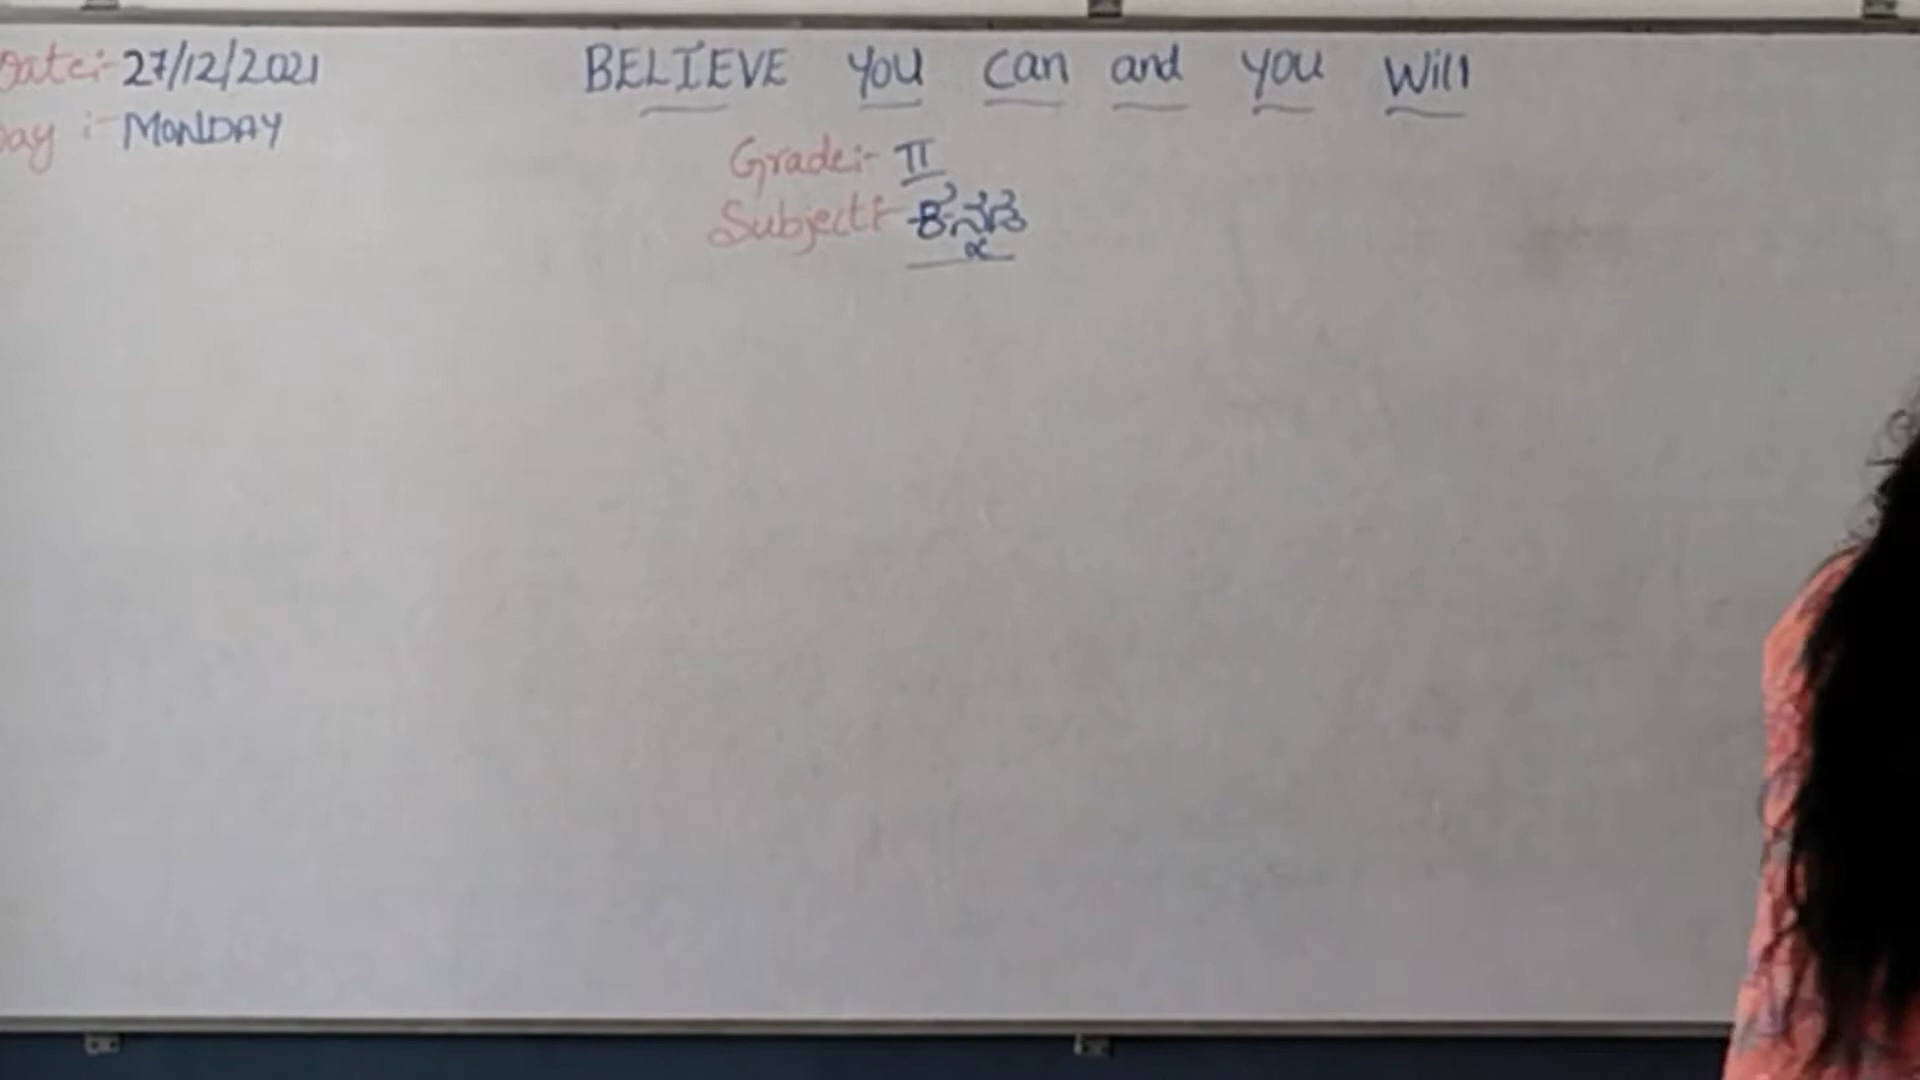 Date:- 27/12/2021
BELIEVE you can and you Will
Day :- MONDAY
Grade:- II
Subject:- ಕನ್ನಡ